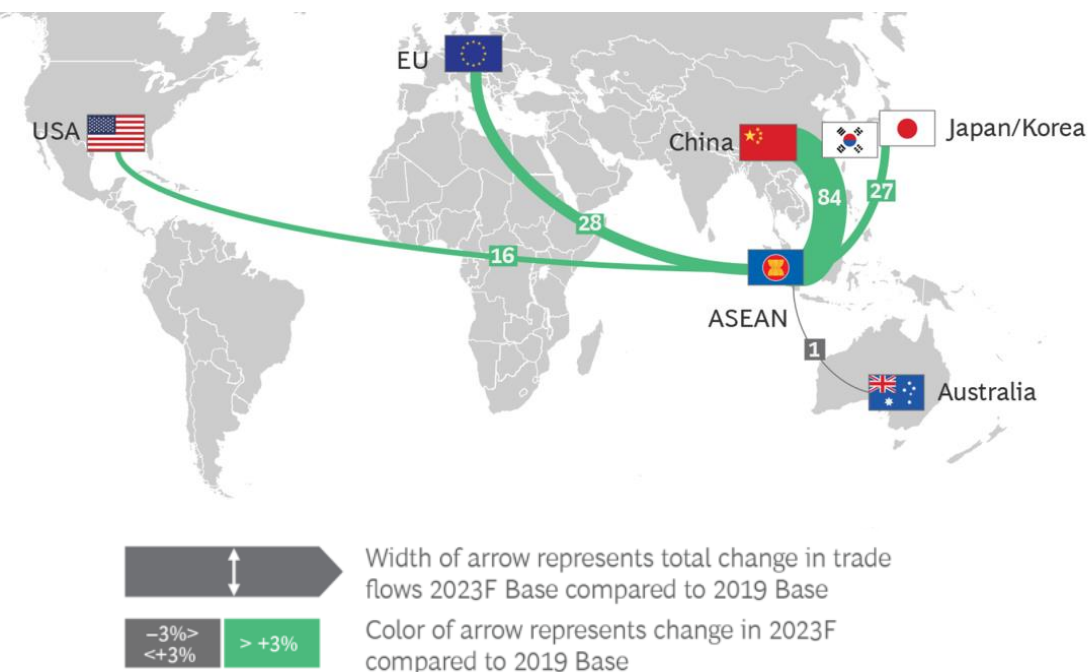 EU
USA
China
Japan/Korea
84
27
28
16
ASEAN
1
Australia
Width of arrow represents total change in trade
flows 2023F Base compared to 2019 Base
–3%>
<+3%
> +3%
Color of arrow represents change in 2023F
compared to 2019 Base